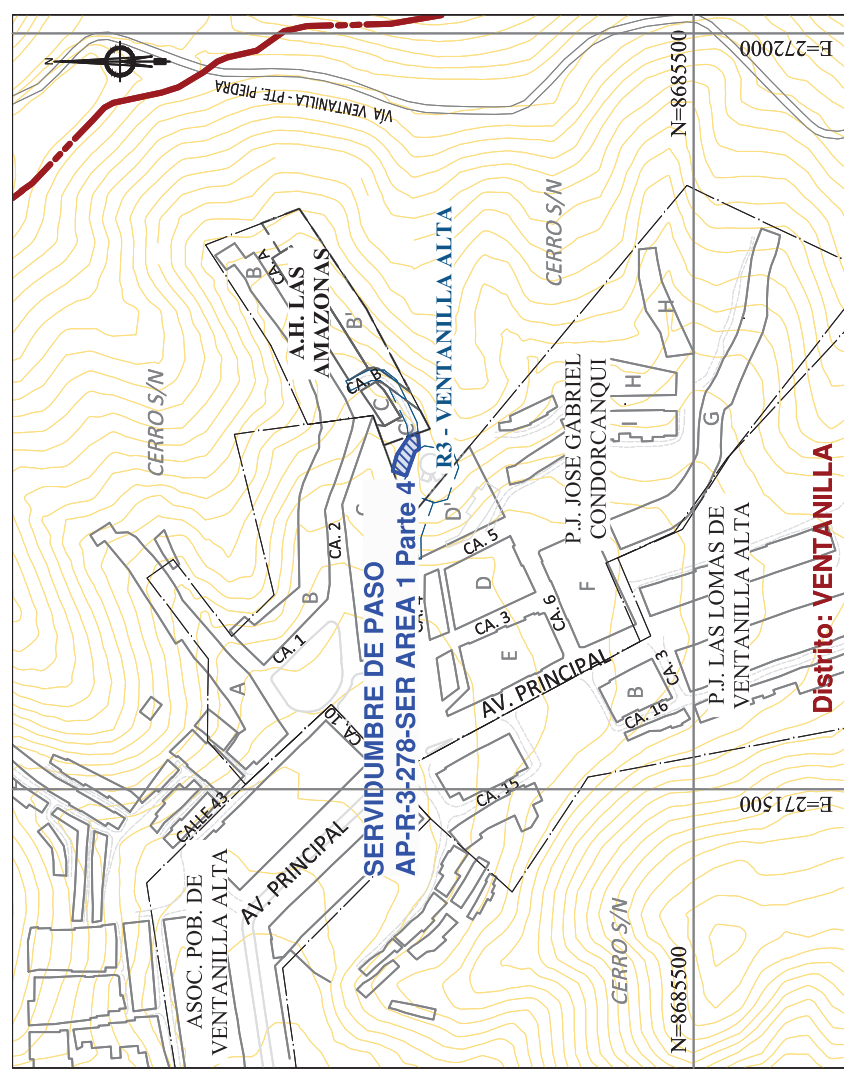 N
VÍA VENTANILLA - PTE. PIEDRA
E=272000
N=8685500
CERRO S/N
CERRO S/N
A.H. LAS
AMAZONAS
B
CA. A
B'
CA. B
C
C'
R3 - VENTANILLA ALTA
SERVIDUMBRE DE PASO
AP-R-3-278-SER AREA 1 Parte 4
CA. 2
B
CA. 1
A
CA. 10
CALLE 43
AV. PRINCIPAL
ASOC. POB. DE
VENTANILLA ALTA
D'
CA. 5
D
CA. 3
E
CA. 6
F
AV. PRINCIPAL
CA. 15
P.J. JOSE GABRIEL
CONDORCANQUI
H
H
I
G
B
CA. 3
CA. 16
P.J. LAS LOMAS DE
VENTANILLA ALTA
Distrito: VENTANILLA
CERRO S/N
E=271500
N=8685500